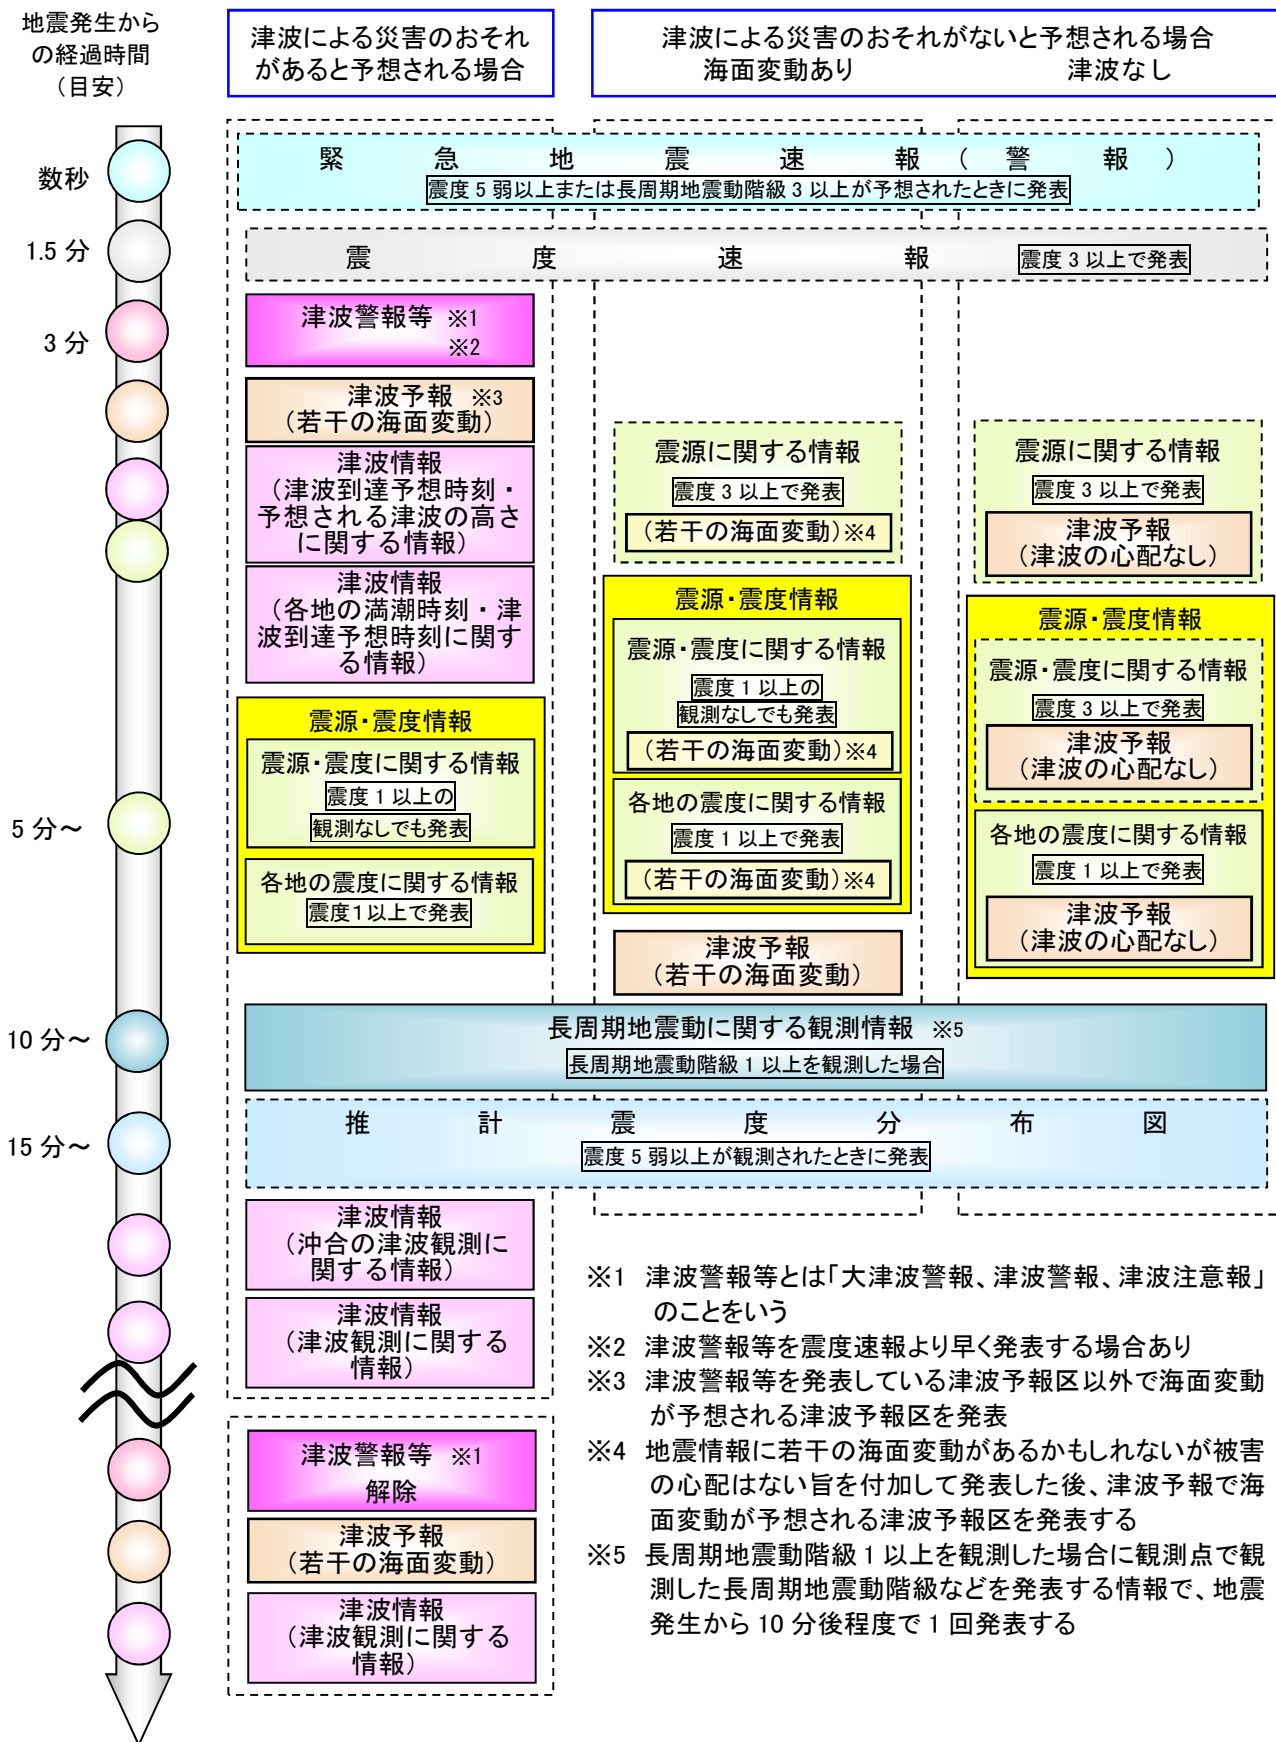 地震発生から
の経過時間
（目安）
津波による災害のおそれ
があると予想される場合
津波による災害のおそれがないと予想される場合
海面変動あり　津波なし
数秒
緊急地震速報（警報）
震度5弱以上または長周期地震動階級3以上が予想されたときに発表
1.5分
震度速報　震度3以上で発表
3分
津波警報等 ※1
※2
津波予報 ※3
（若干の海面変動）
津波情報
（津波到達予想時刻・
予想される津波の高さ
に関する情報）
津波情報
（各地の満潮時刻・津
波到達予想時刻に関す
る情報）
5分～
震源・震度情報
震源・震度に関する情報
震度1以上の
観測なしでも発表
各地の震度に関する情報
震度1以上で発表
震源に関する情報
震度3以上で発表
（若干の海面変動）※4
震源・震度情報
震源・震度に関する情報
震度1以上の
観測なしでも発表
（若干の海面変動）※4
各地の震度に関する情報
震度1以上で発表
（若干の海面変動）※4
津波予報
（若干の海面変動）
震源に関する情報
震度3以上で発表
津波予報
（津波の心配なし）
震源・震度情報
震源・震度に関する情報
震度3以上で発表
津波予報
（津波の心配なし）
各地の震度に関する情報
震度1以上で発表
津波予報
（津波の心配なし）
10分～
長周期地震動に関する観測情報 ※5
長周期地震動階級1以上を観測した場合
15分～
推計震度分布図
震度5弱以上が観測されたときに発表
津波情報
（沖合の津波観測に
関する情報）
津波情報
（津波観測に関する
情報）
津波警報等 ※1
解除
津波予報
（若干の海面変動）
津波情報
（津波観測に関する
情報）
※1 津波警報等とは「大津波警報、津波警報、津波注意報」
のことをいう
※2 津波警報等を震度速報より早く発表する場合あり
※3 津波警報等を発表している津波予報区以外で海面変動
が予想される津波予報区を発表
※4 地震情報に若干の海面変動があるかもしれないが被害
の心配はない旨を付加して発表した後、津波予報で海
面変動が予想される津波予報区を発表する
※5 長周期地震動階級1以上を観測した場合に観測点で観
測した長周期地震動階級などを発表する情報で、地震
発生から10分後程度で1回発表する